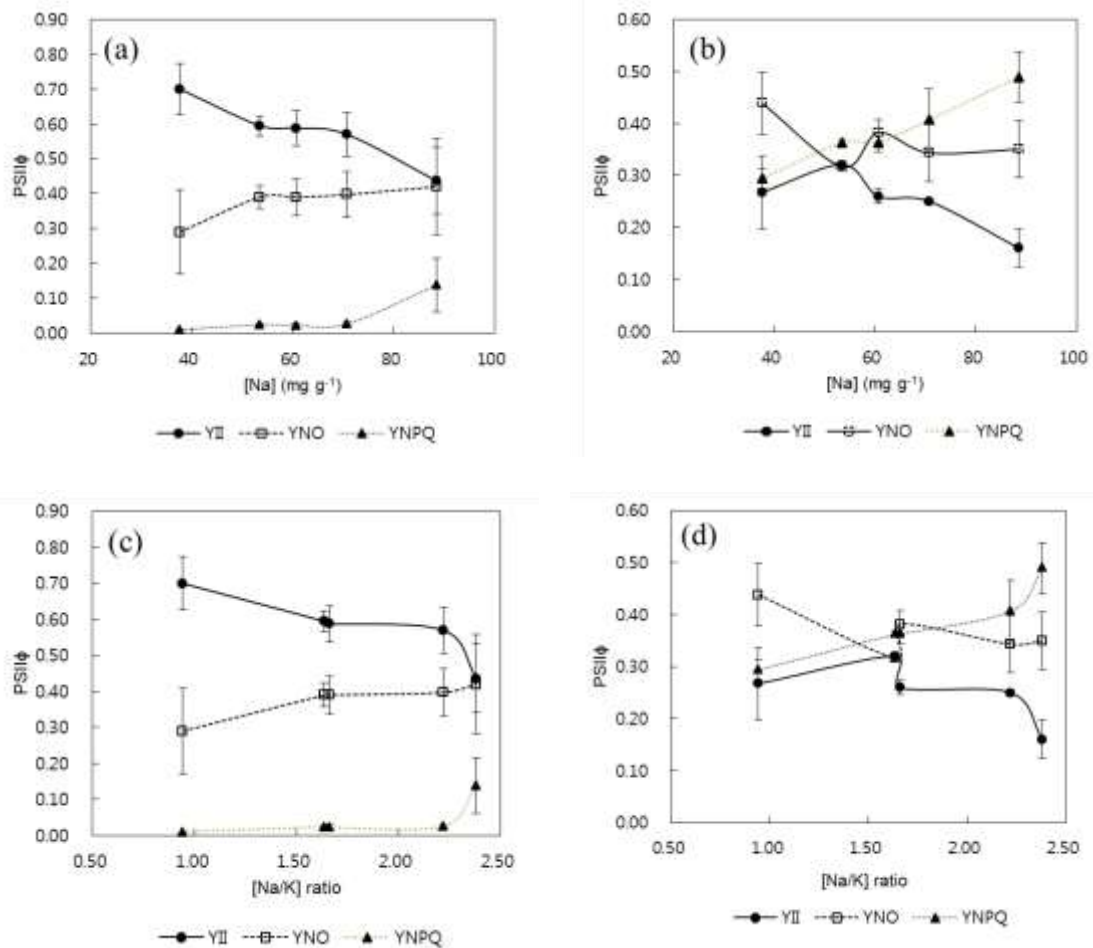 (a)
0.90
0.80
0.70
0.60
0.50
0.40
0.30
0.20
0.10
0.00
PSIIϕ
20 40 60 80 100
[Na] (mg g⁻¹)
YII YNO YNPQ
(b)
0.60
0.50
0.40
0.30
0.20
0.10
0.00
PSIIϕ
20 40 60 80 100
[Na] (mg g⁻¹)
YII YNO YNPQ
(c)
0.90
0.80
0.70
0.60
0.50
0.40
0.30
0.20
0.10
0.00
PSIIϕ
0.50 1.00 1.50 2.00 2.50
[Na/K] ratio
YII YNO YNPQ
(d)
0.60
0.50
0.40
0.30
0.20
0.10
0.00
PSIIϕ
0.50 1.00 1.50 2.00 2.50
[Na/K] ratio
YII YNO YNPQ